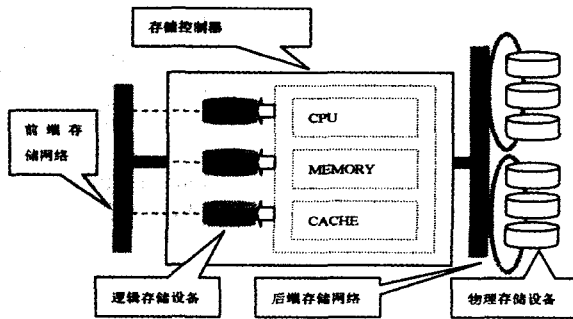 存储控制器
前端存
储网络
CPU
MEMORY
CACHE
逻辑存储设备
后端存储网络
物理存储设备